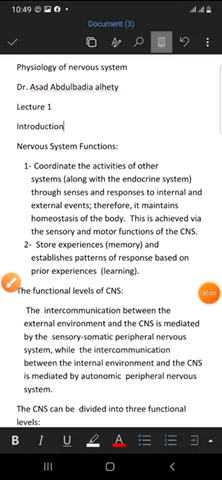 10:49
Document (3)
Physiology of nervous system
Dr. Asad Abdulbadia alhety
Lecture 1
Introduction
Nervous System Functions:
1- Coordinate the activities of other
systems (along with the endocrine system)
through senses and responses to internal and
external events; therefore, it maintains
homeostasis of the body. This is achieved via
the sensory and motor functions of the CNS.
2- Store experiences (memory) and
establishes patterns of response based on
prior experiences (learning).
The functional levels of CNS:
The intercommunication between the
external environment and the CNS is mediated
by the sensory-somatic peripheral nervous
system, while the intercommunication
between the internal environment and the CNS
is mediated by autonomic peripheral nervous
system.
The CNS can be divided into three functional
levels:
B I U A